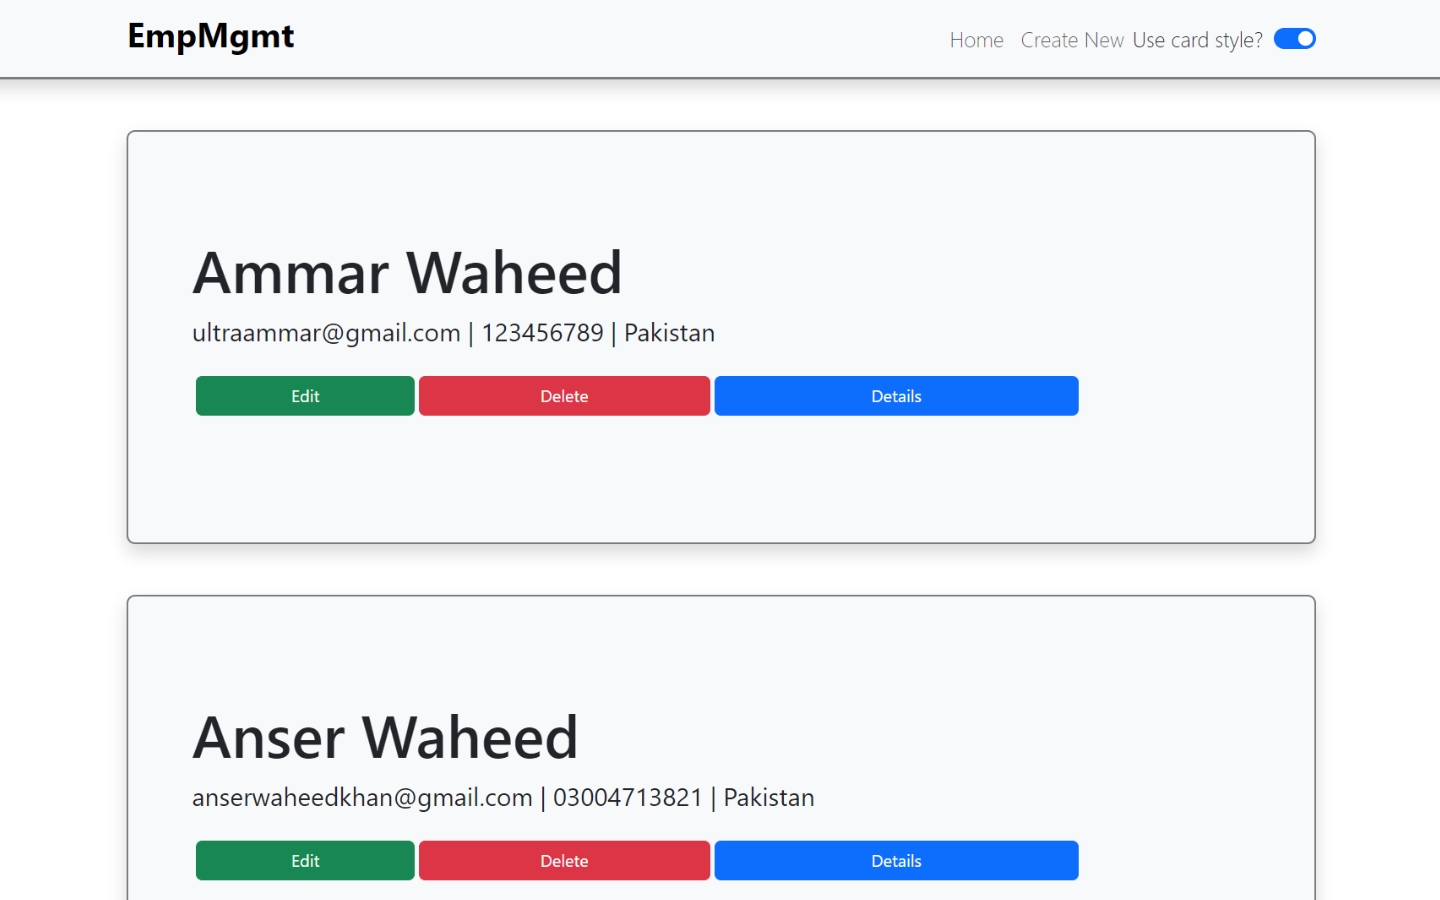 EmpMgmt
Home Create New Use card style?
Ammar Waheed
ultraammar@gmail.com | 123456789 | Pakistan
Edit Delete Details
Anser Waheed
anserwaheedkhan@gmail.com | 03004713821 | Pakistan
Edit Delete Details